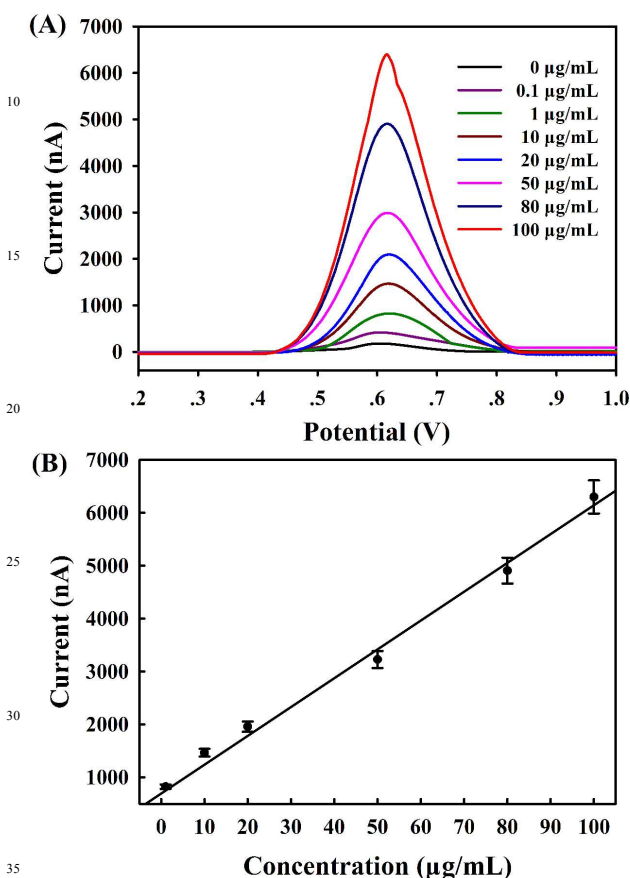 (A)
7000
6000
5000
4000
3000
2000
1000
0
Current (nA)
0 µg/mL
0.1 µg/mL
1 µg/mL
10 µg/mL
20 µg/mL
50 µg/mL
80 µg/mL
100 µg/mL
.2 .3 .4 .5 .6 .7 .8 .9 1.0
Potential (V)
10
15
20
(B)
7000
6000
5000
4000
3000
2000
1000
Current (nA)
0 10 20 30 40 50 60 70 80 90 100
Concentration (µg/mL)
25
30
35